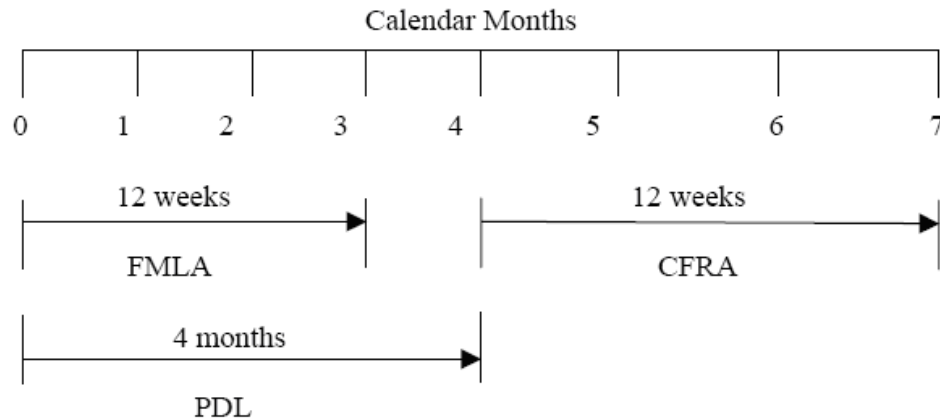 Calendar Months
0 1 2 3 4 5 6 7
12 weeks 12 weeks
FMLA CFRA
4 months
PDL